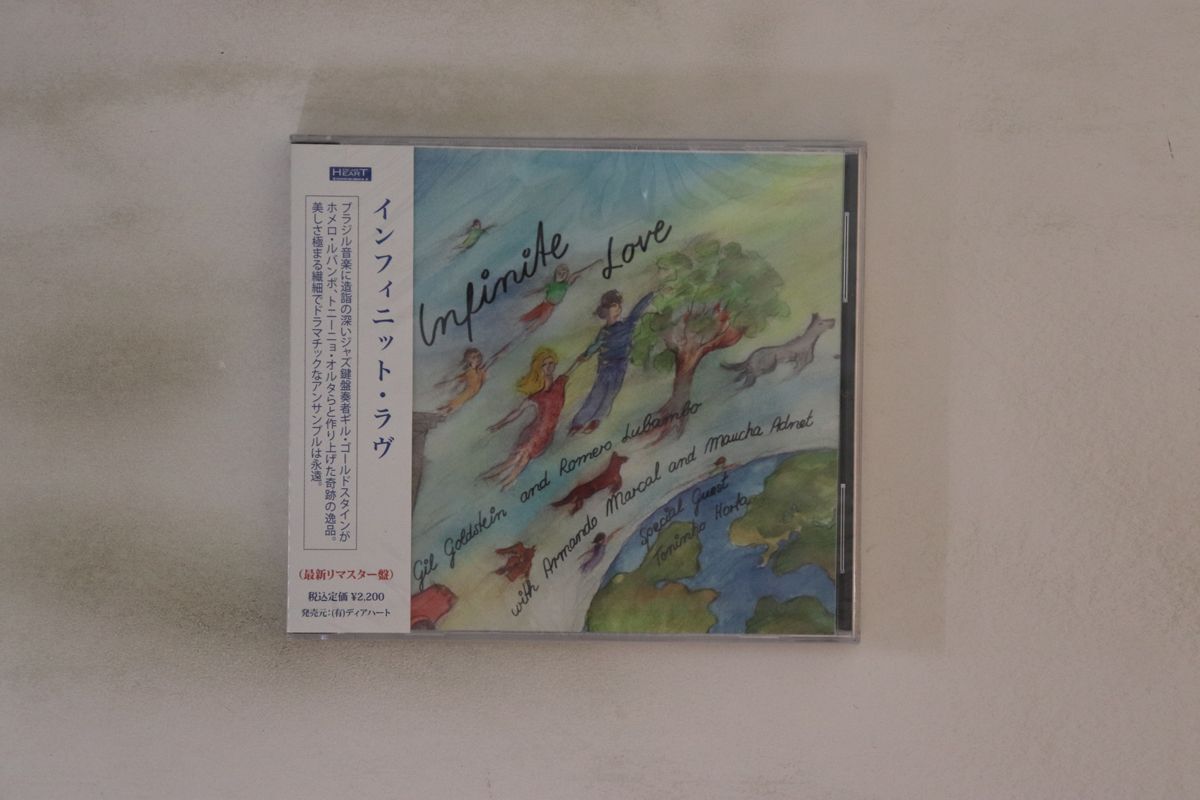 HEART
インフィニット・ラヴ
ブラジル音楽に造詣の深いジャズ鍵盤奏者ギル・ゴールドスタインが
ホメロ・ルバンボ、トニーニョ・オルタらと作り上げた奇跡の逸品。
美しさ極まる繊細でドラマチックなアンサンブルは永遠。
(最新リマスター盤)
税込定価 ¥2,200
発売元:(有)ディアハート
Infinite Love
Gil Goldstein and Romero Lubambo
with Armando Marcal and Maucha Adnet
Special Guest
Toninho Horta